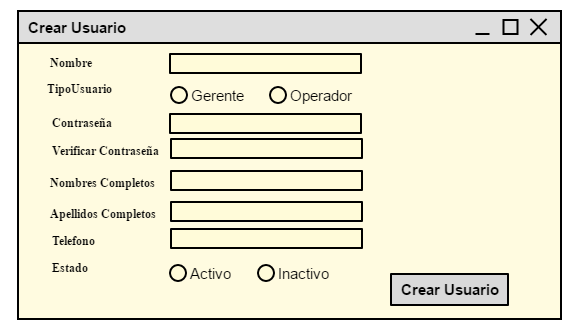 Crear Usuario
Nombre
TipoUsuario
Gerente Operador
Contraseña
Verificar Contraseña
Nombres Completos
Apellidos Completos
Telefono
Estado
Activo Inactivo
Crear Usuario